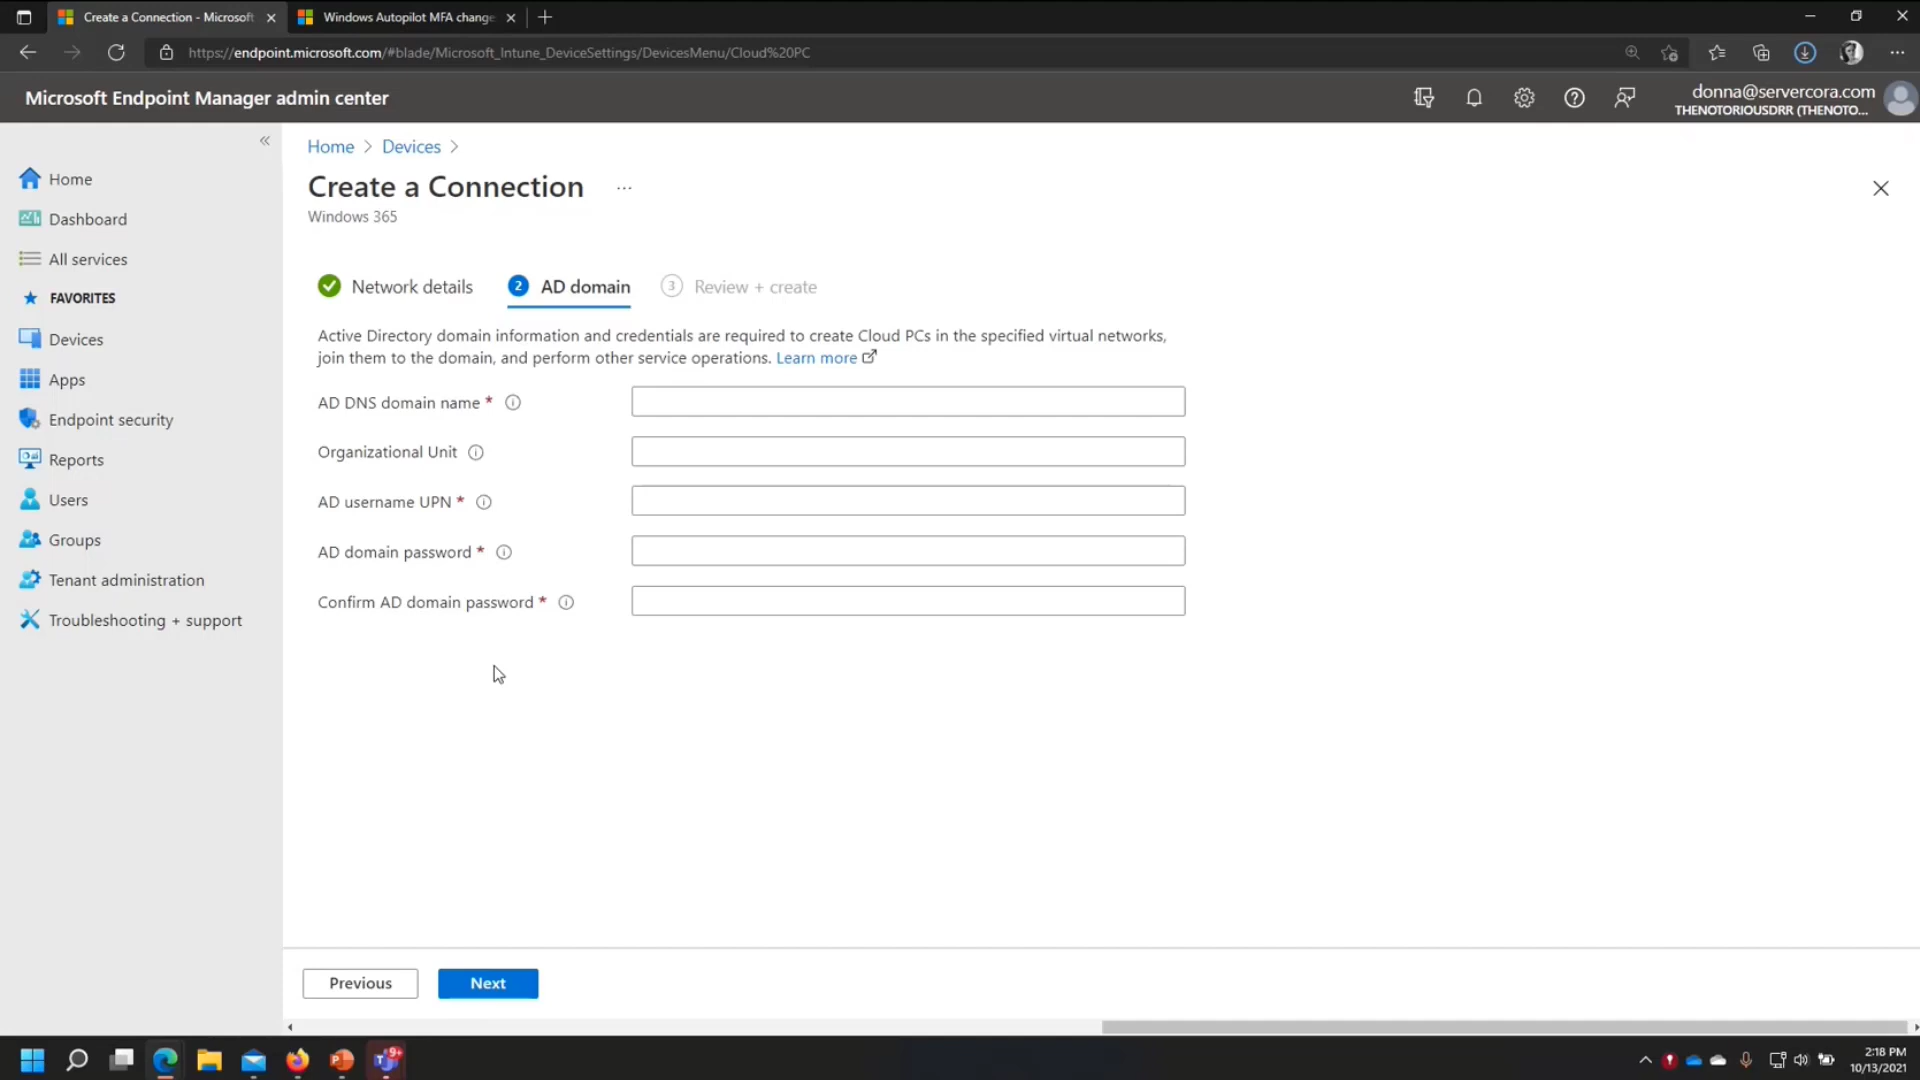 Create a Connection - Microsoft
Windows Autopilot MFA change
https://endpoint.microsoft.com/#blade/Microsoft_Intune_DeviceSettings/DevicesMenu/Cloud%20PC
Microsoft Endpoint Manager admin center
donna@servercora.com
THENOTORIOUSDRR (THENOTO...
Home > Devices >
Create a Connection ...
Windows 365
Home
Dashboard
All services
FAVORITES
Devices
Apps
Endpoint security
Reports
Users
Groups
Tenant administration
Troubleshooting + support
Network details
2 AD domain
3 Review + create
Active Directory domain information and credentials are required to create Cloud PCs in the specified virtual networks,
join them to the domain, and perform other service operations. Learn more
AD DNS domain name *
Organizational Unit
AD username UPN *
AD domain password *
Confirm AD domain password *
Previous
Next
9+
2:18 PM
10/13/2021